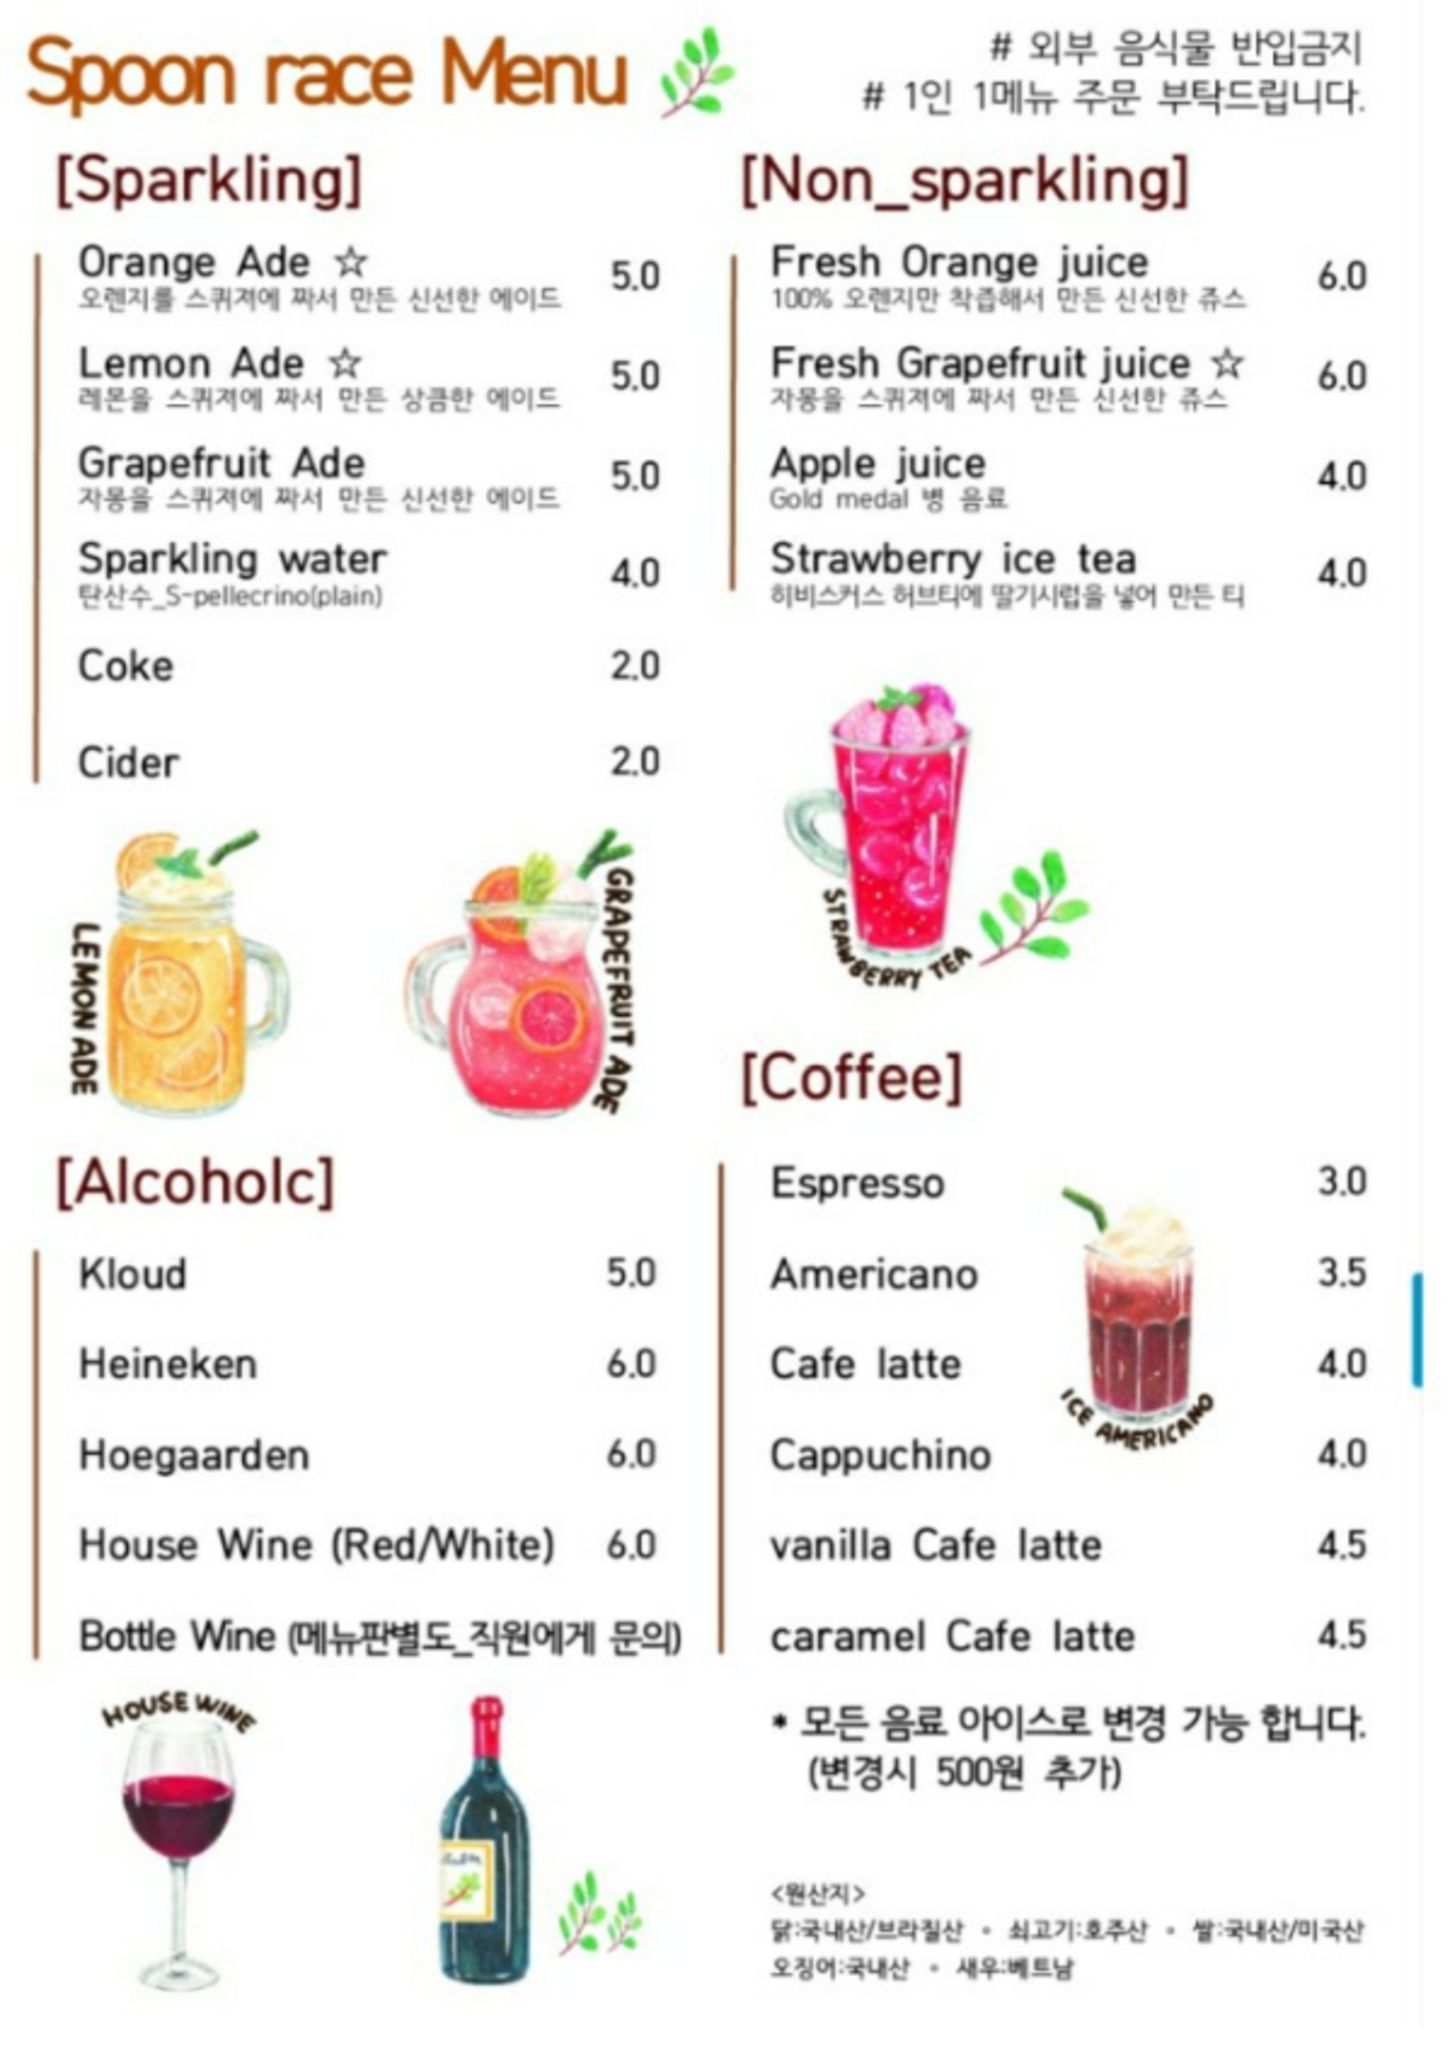 Spoon race Menu
# 외부 음식물 반입금지
# 1인 1메뉴 주문 부탁드립니다.
[Sparkling]
Orange Ade ☆ 5.0
오렌지를 스퀴져에 짜서 만든 신선한 에이드
Lemon Ade ☆ 5.0
레몬을 스퀴져에 짜서 만든 상큼한 에이드
Grapefruit Ade 5.0
자몽을 스퀴져에 짜서 만든 신선한 에이드
Sparkling water 4.0
탄산수_S-pellecrino(plain)
Coke 2.0
Cider 2.0
LEMON ADE
GRAPEFRUIT ADE
[Non_sparkling]
Fresh Orange juice 6.0
100% 오렌지만 착즙해서 만든 신선한 쥬스
Fresh Grapefruit juice ☆ 6.0
자몽을 스퀴져에 짜서 만든 신선한 쥬스
Apple juice 4.0
Gold medal 병 음료
Strawberry ice tea 4.0
히비스커스 허브티에 딸기시럽을 넣어 만든 티
STRAWBERRY TEA
[Alcoholc]
Kloud 5.0
Heineken 6.0
Hoegaarden 6.0
House Wine (Red/White) 6.0
Bottle Wine (메뉴판별도_직원에게 문의)
HOUSE WINE
[Coffee]
Espresso 3.0
Americano 3.5
Cafe latte 4.0
Cappuchino 4.0
vanilla Cafe latte 4.5
caramel Cafe latte 4.5
ICE AMERICANO
* 모든 음료 아이스로 변경 가능 합니다.
(변경시 500원 추가)
<원산지>
닭:국내산/브라질산 ∘ 쇠고기:호주산 ∘ 쌀:국내산/미국산
오징어:국내산 ∘ 새우:베트남